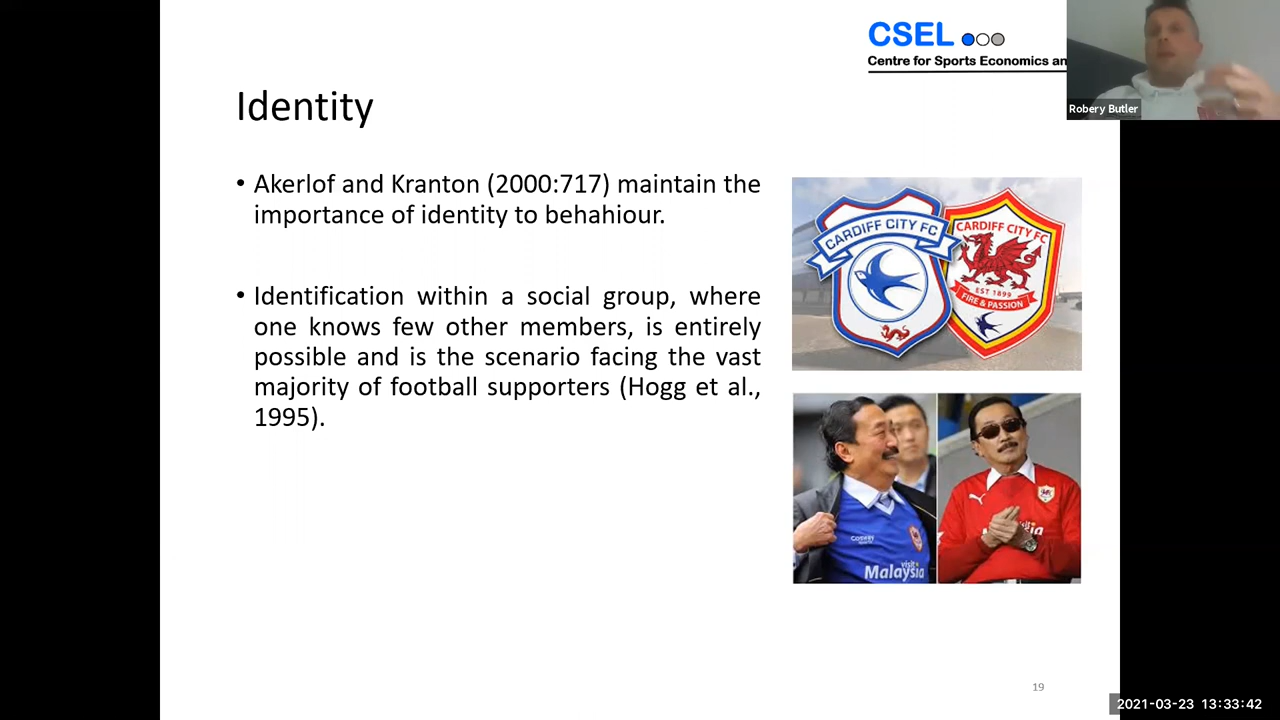 CSEL
Centre for Sports Economics an
Robery Butler
Identity
• Akerlof and Kranton (2000:717) maintain the
importance of identity to behahiour.
• Identification within a social group, where
one knows few other members, is entirely
possible and is the scenario facing the vast
majority of football supporters (Hogg et al.,
1995).
CARDIFF CITY FC
CARDIFF CITY FC
EST 1899
FIRE & PASSION
Cosway
visit
Malaysia
19
2021-03-23 13:33:42